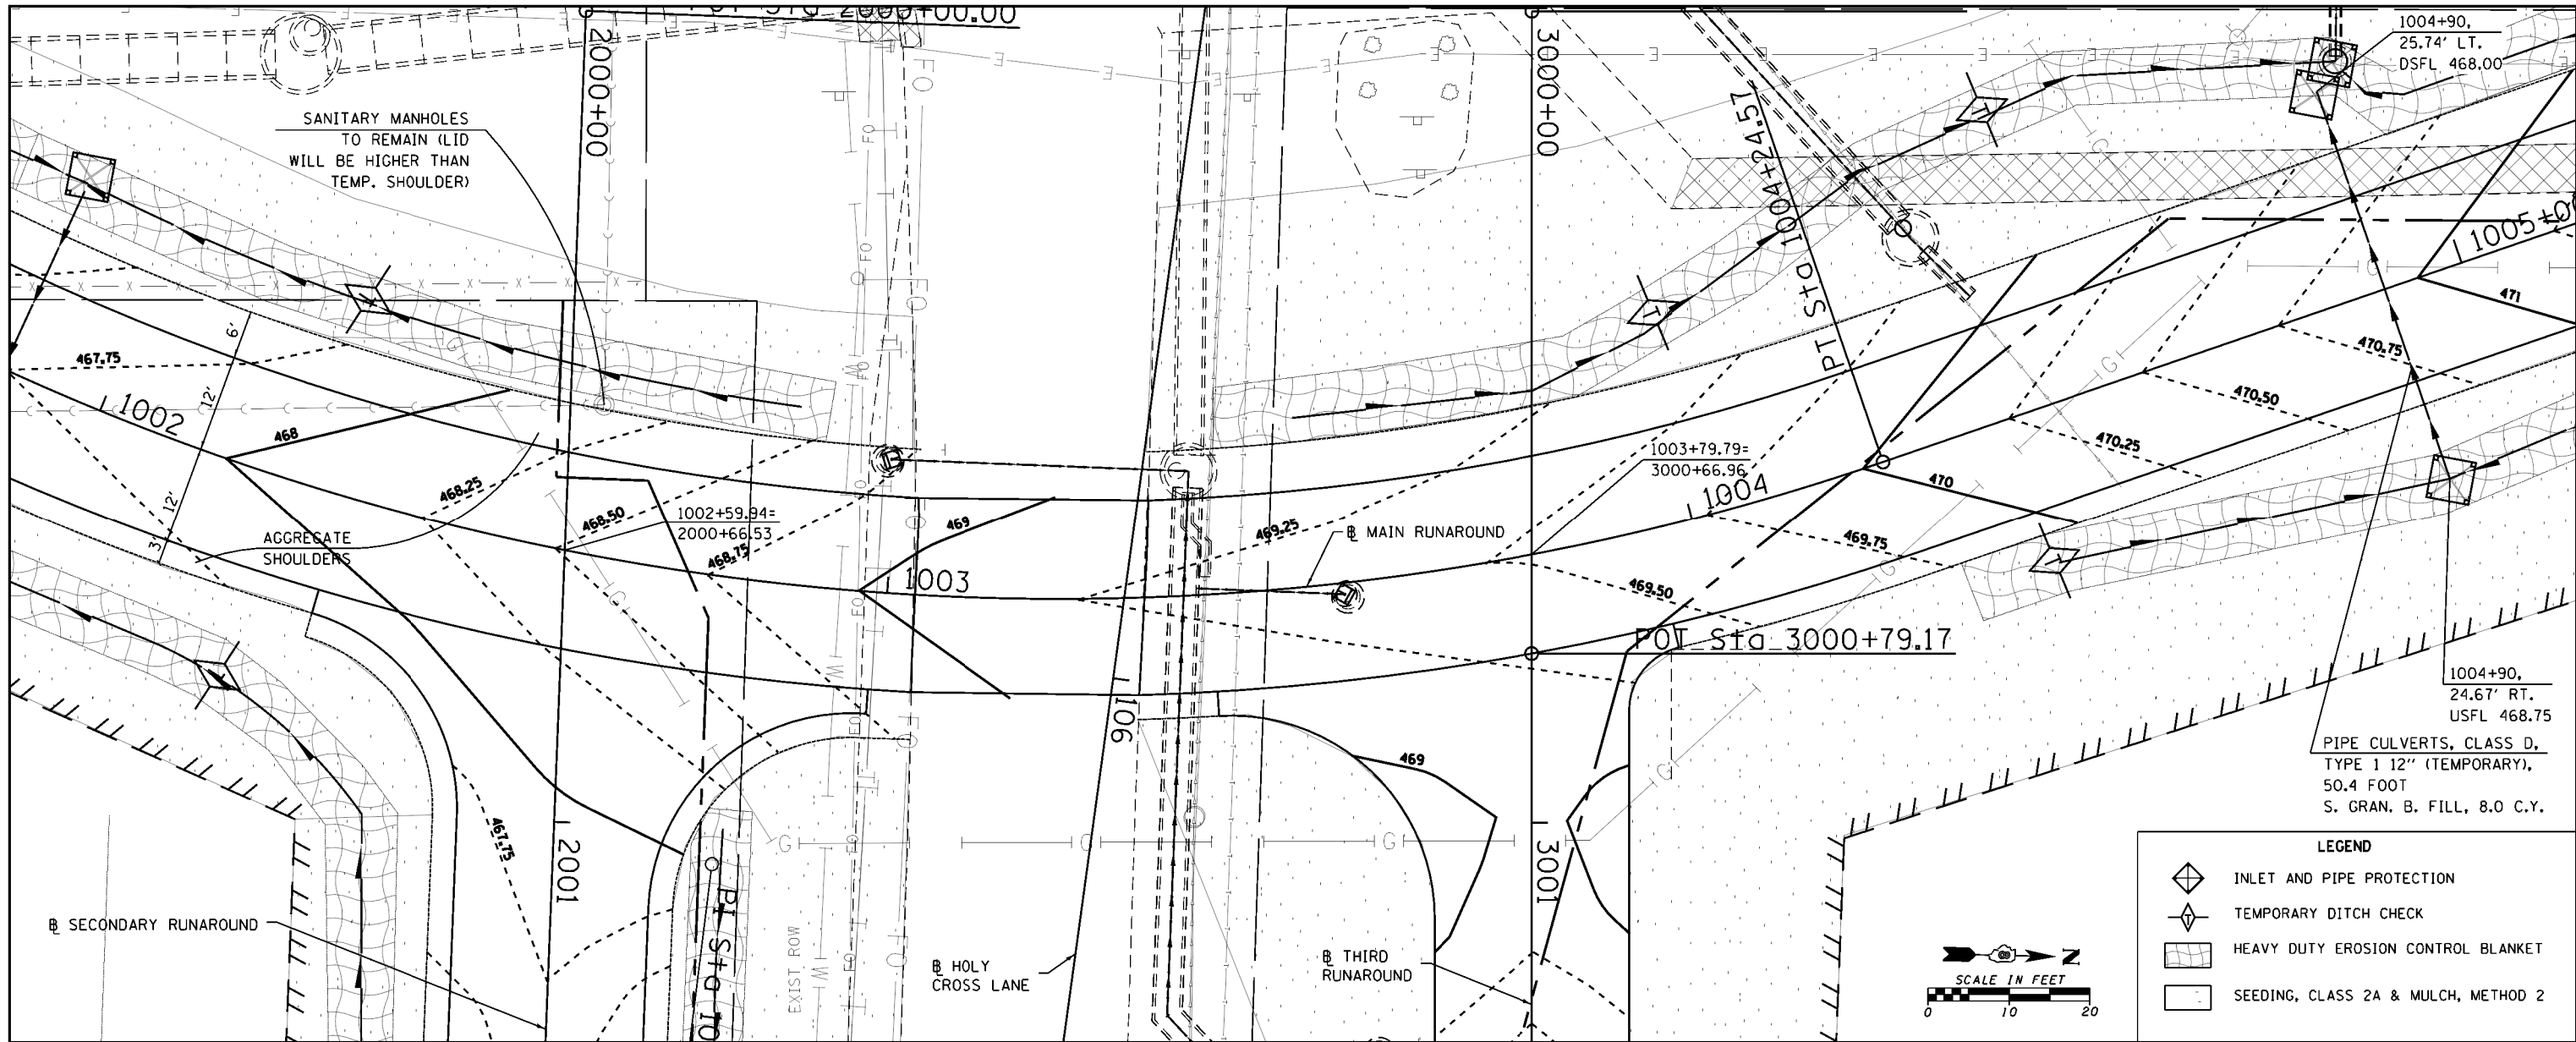 POT Sta 2000+00.00
2000+00
3000+00
1004+90,
25.74' LT.
DSFL 468.00
SANITARY MANHOLES
TO REMAIN (LID
WILL BE HIGHER THAN
TEMP. SHOULDER)
PT Sta 1004+24.57
1005+00
471
6'
12'
12'
3'
467.75
1002
468
468.25
468.50
468.75
1002+59.94=
2000+66.53
AGGREGATE
SHOULDERS
469
1003
469.25
℄ MAIN RUNAROUND
1003+79.79=
3000+66.96
1004
469.50
469.75
470
470.25
470.50
470.75
POT Sta 3000+79.17
106
469
467.75
2001
3001
1004+90,
24.67' RT.
USFL 468.75
PIPE CULVERTS, CLASS D,
TYPE 1 12" (TEMPORARY),
50.4 FOOT
S. GRAN. B. FILL, 8.0 C.Y.
℄ SECONDARY RUNAROUND
PI Sta 10
EXIST ROW
℄ HOLY
CROSS LANE
℄ THIRD
RUNAROUND
N
SCALE IN FEET
0 10 20
LEGEND
INLET AND PIPE PROTECTION
T TEMPORARY DITCH CHECK
HEAVY DUTY EROSION CONTROL BLANKET
SEEDING, CLASS 2A & MULCH, METHOD 2